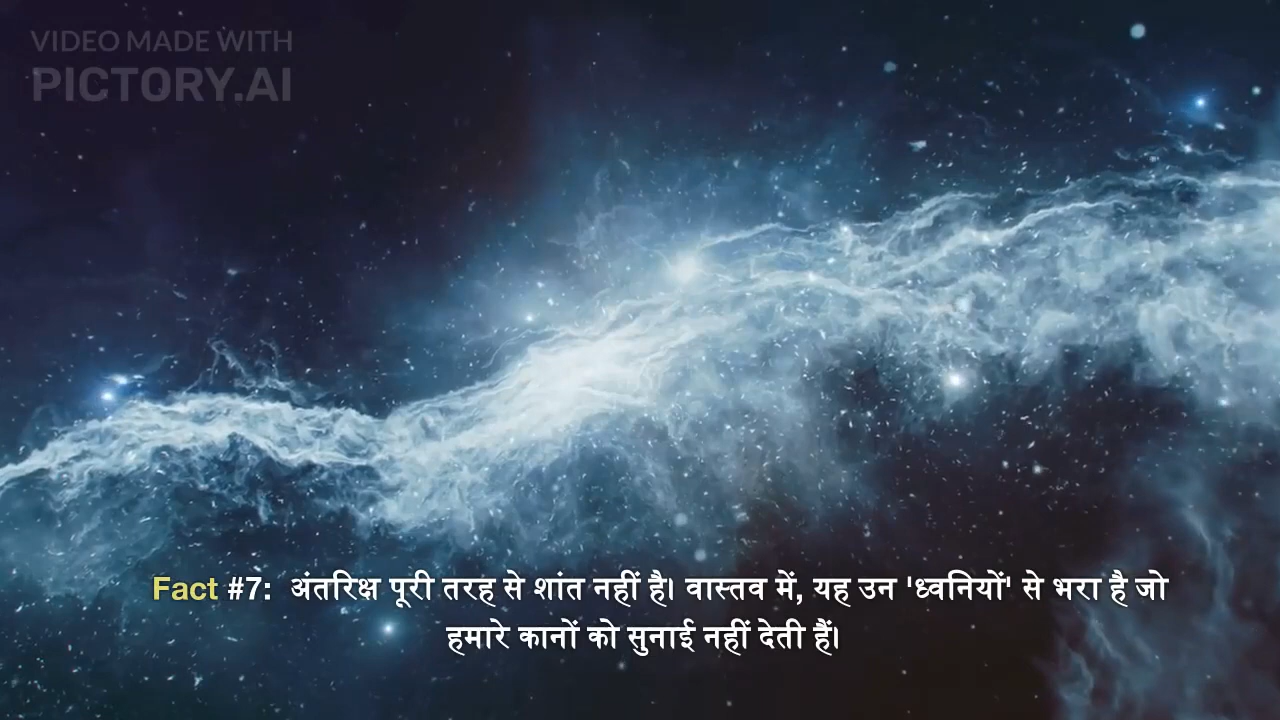 VIDEO MADE WITH
PICTORY.AI
Fact #7: अंतरिक्ष पूरी तरह से शांत नहीं है। वास्तव में, यह उन 'ध्वनियों' से भरा है जो
हमारे कानों को सुनाई नहीं देती हैं।